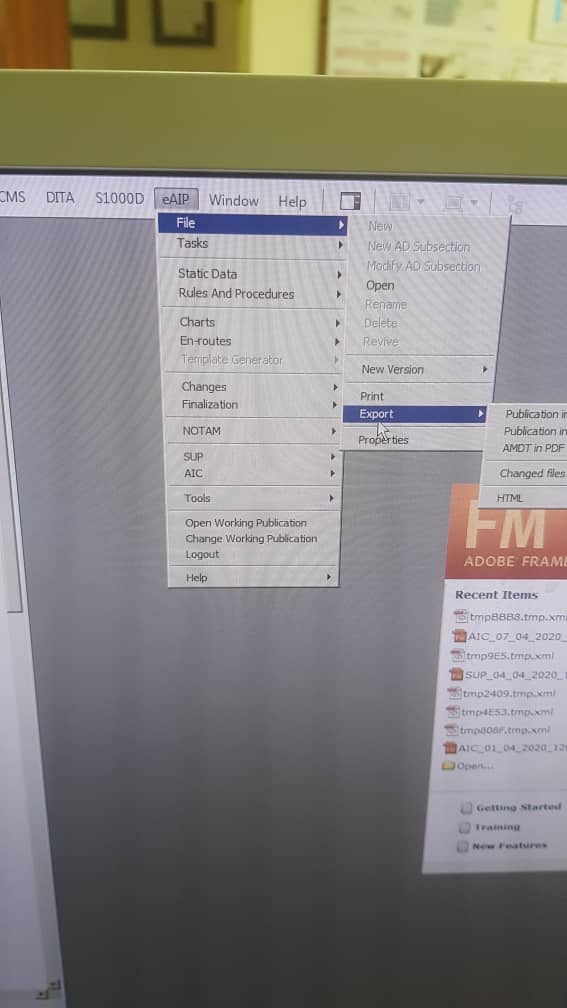 CMS DITA S1000D eAIP Window Help
File
Tasks
Static Data
Rules And Procedures
Charts
En-routes
Template Generator
Changes
Finalization
NOTAM
SUP
AIC
Tools
Open Working Publication
Change Working Publication
Logout
Help
New
New AD Subsection
Modify AD Subsection
Open
Rename
Delete
Revive
New Version
Print
Export
Properties
Publication in
Publication in
AMDT in PDF
Changed files
HTML
FM
ADOBE FRAM
Recent Items
tmpBBB8.tmp.xm
AIC_07_04_2020_
tmp9E5.tmp.xml
SUP_04_04_2020_1
tmp2409.tmp.xml
tmp4E53.tmp.xml
tmp808F.tmp.xml
AIC_01_04_2020_12
Open...
Getting Started
Training
New Features